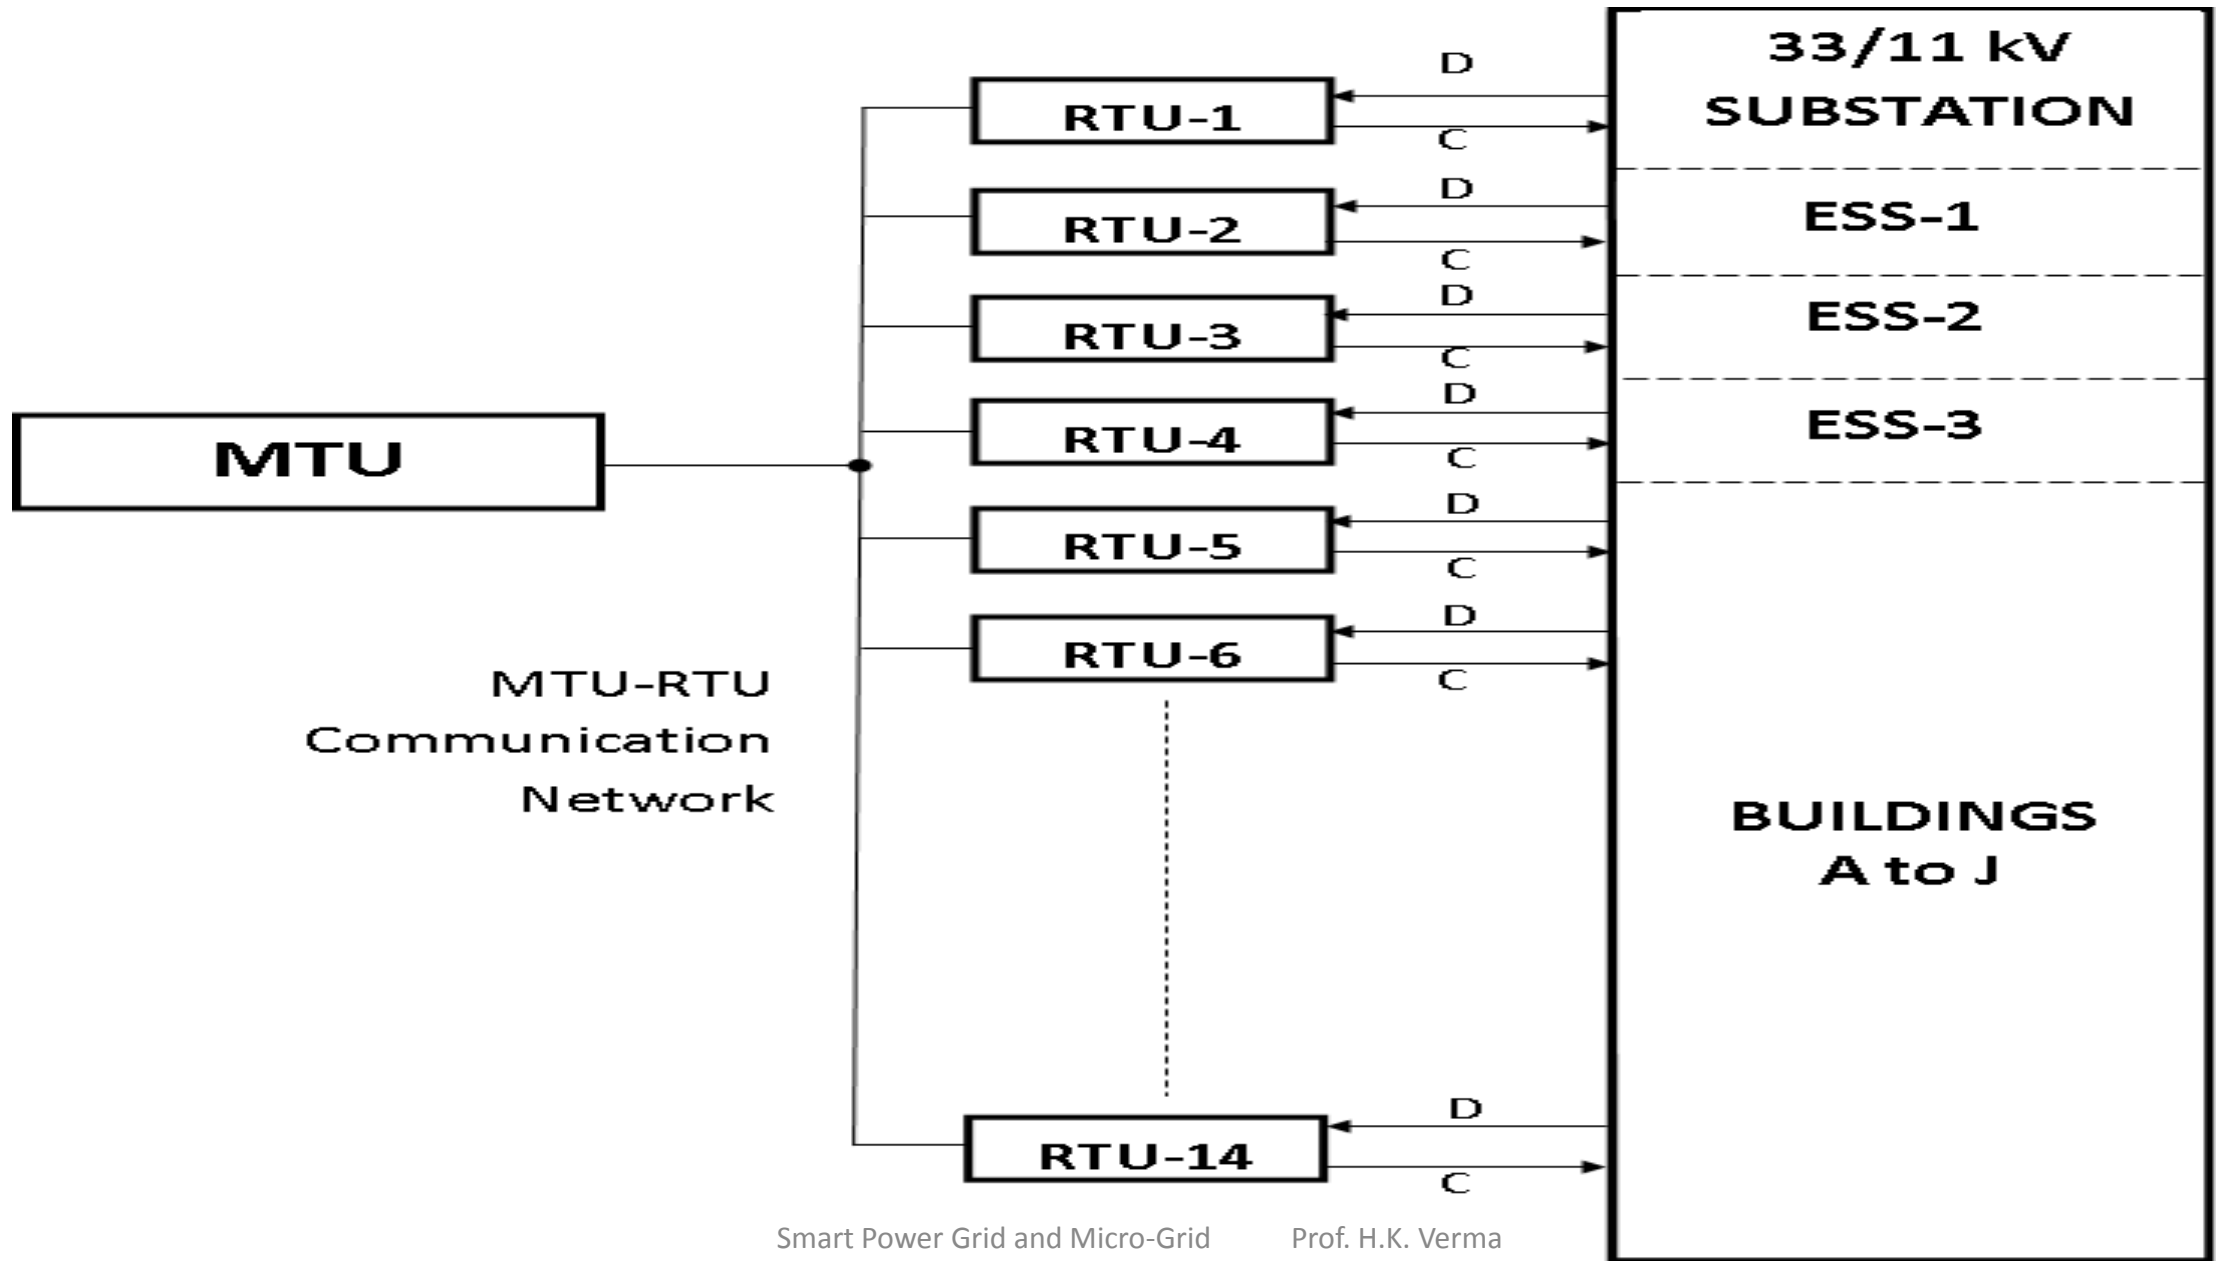 33/11 kV
SUBSTATION
D
RTU-1
C
D
RTU-2
C
ESS-1
D
RTU-3
C
ESS-2
D
RTU-4
C
ESS-3
MTU
D
RTU-5
C
D
RTU-6
C
MTU-RTU
Communication
Network
BUILDINGS
A to J
D
RTU-14
C
Smart Power Grid and Micro-Grid Prof. H.K. Verma